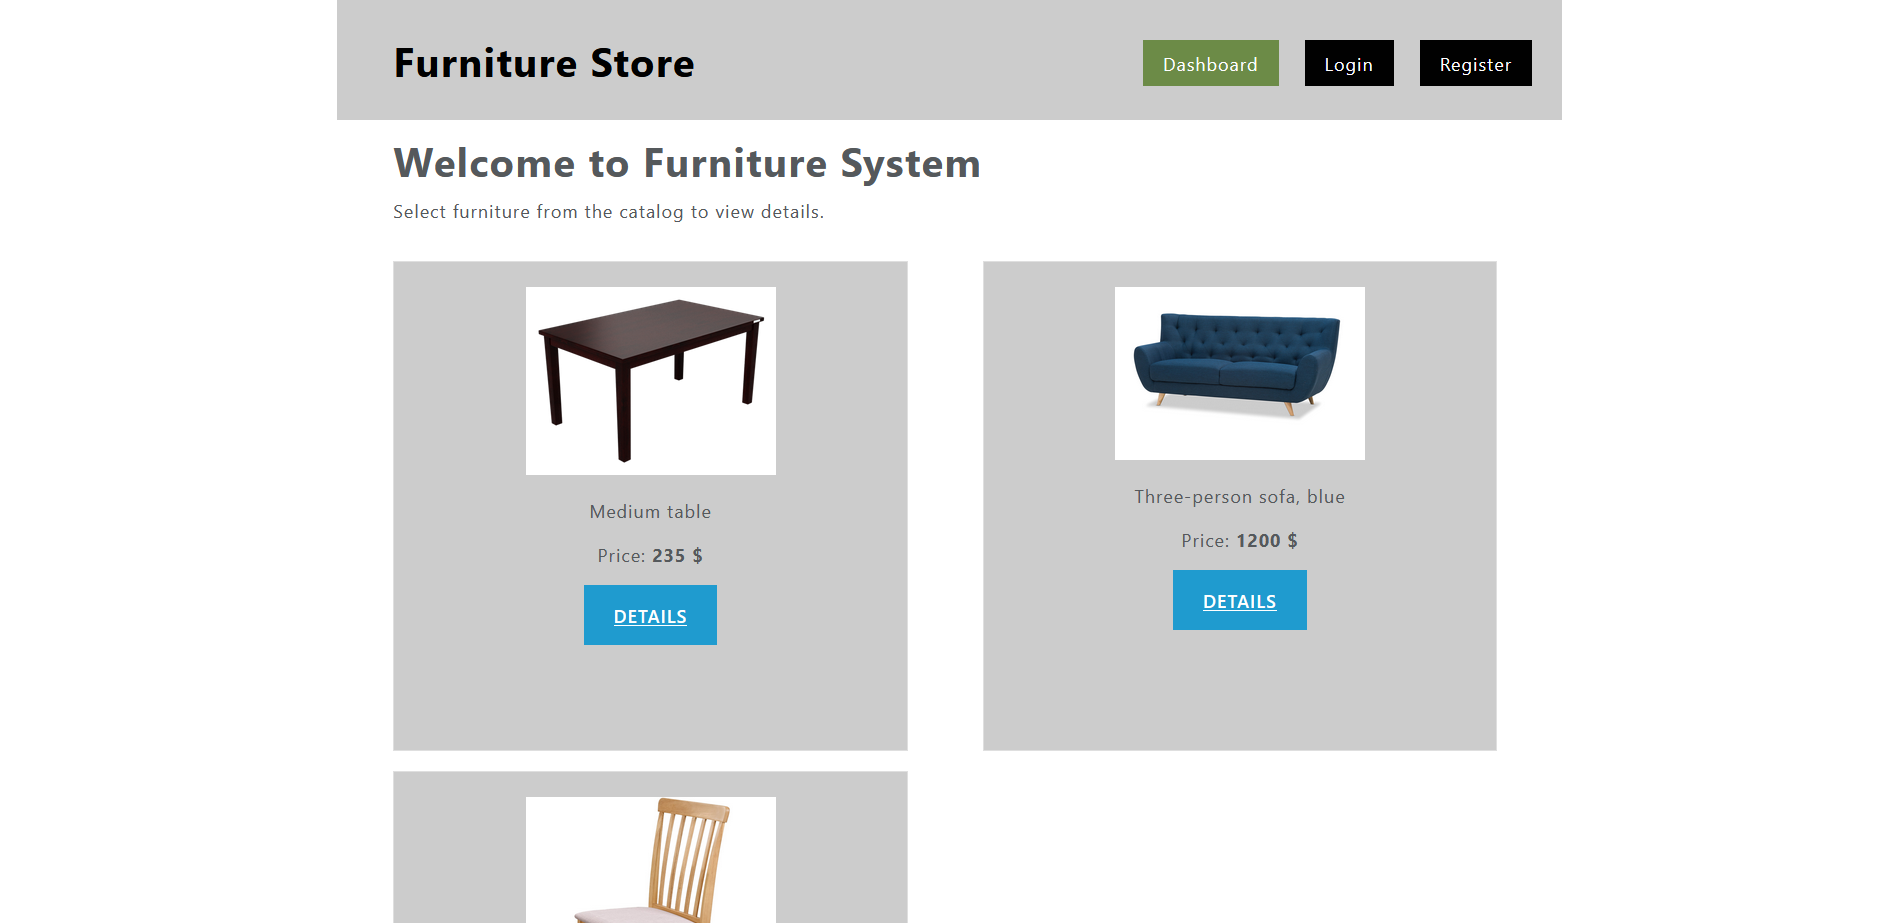 Furniture Store
Dashboard
Login
Register
Welcome to Furniture System
Select furniture from the catalog to view details.
Medium table
Price: 235 $
DETAILS
Three-person sofa, blue
Price: 1200 $
DETAILS